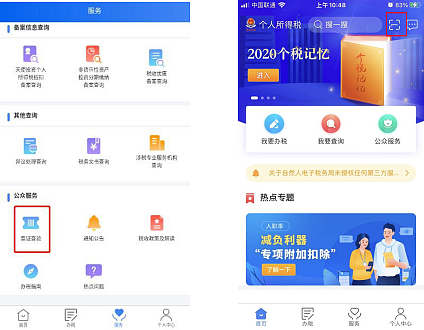 服务
备案信息查询
天使投资个人
所得税抵扣
备案查询
非货币性资产
投资分期缴纳
备案查询
税收优惠
备案查询
其他查询
异议处理查询
税务文书查询
涉税专业服务机构
查询
公众服务
票证查验
通知公告
税收政策及解读
办税指南
热点问题
首页
办税
服务
个人中心
中国联通
上午10:48
63%
个人所得税
搜一搜
2020个税记忆
进入
个税记忆
我要办税
我要查询
公众服务
关于自然人电子税务局未授权任何第三方服...
热点专题
入职季
减负利器
“专项附加扣除”
了解一下
首页
办税
服务
个人中心